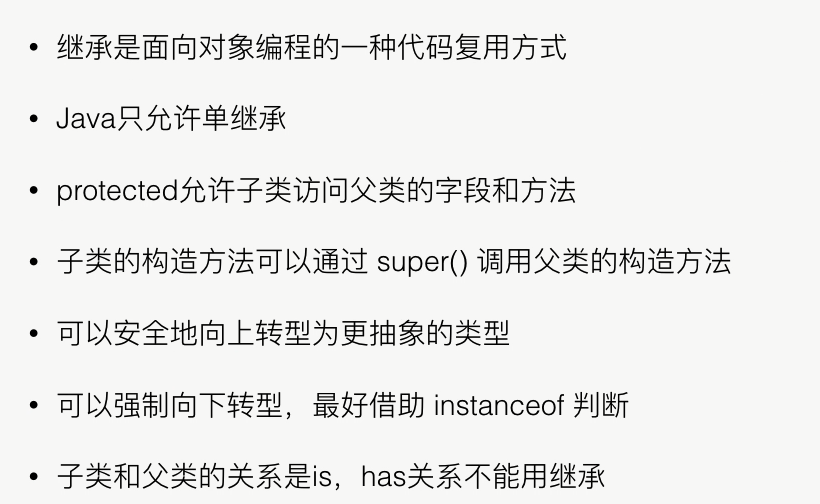 • 继承是面向对象编程的一种代码复用方式
• Java只允许单继承
• protected允许子类访问父类的字段和方法
• 子类的构造方法可以通过 super() 调用父类的构造方法
• 可以安全地向上转型为更抽象的类型
• 可以强制向下转型，最好借助 instanceof 判断
• 子类和父类的关系是is，has关系不能用继承